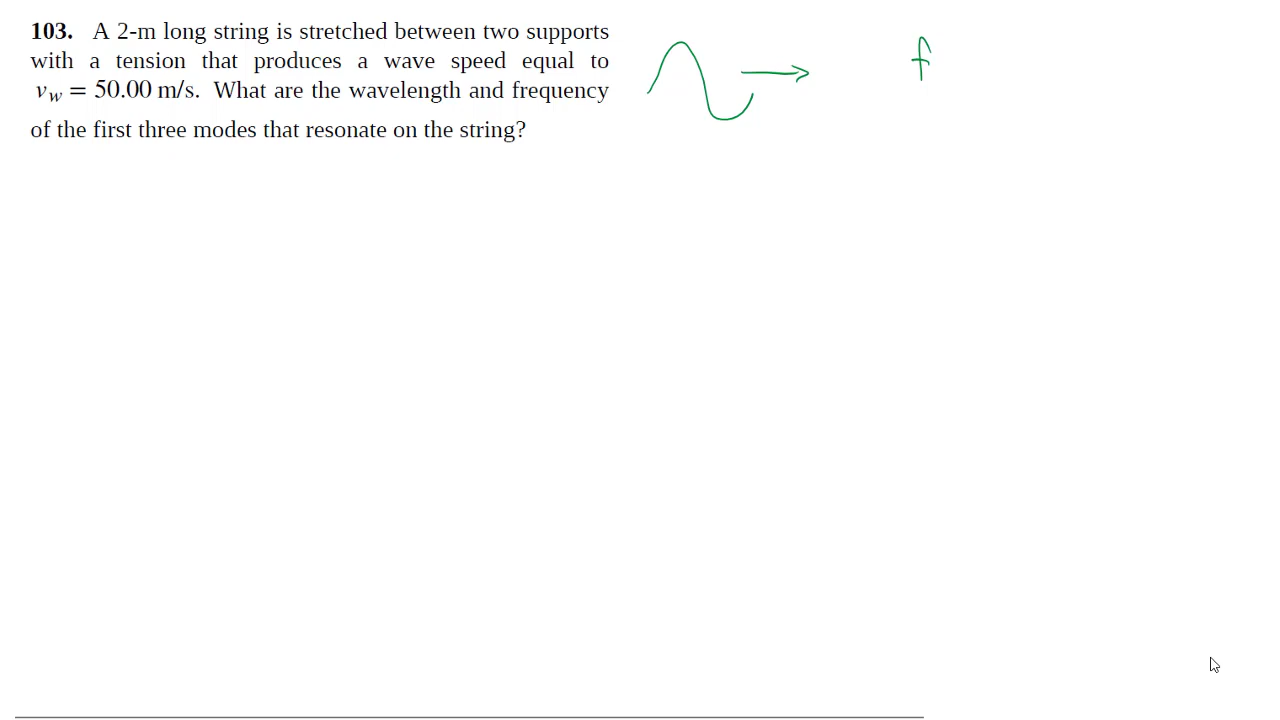 103. A 2-m long string is stretched between two supports
with a tension that produces a wave speed equal to
v_w = 50.00 m/s. What are the wavelength and frequency
of the first three modes that resonate on the string?
f